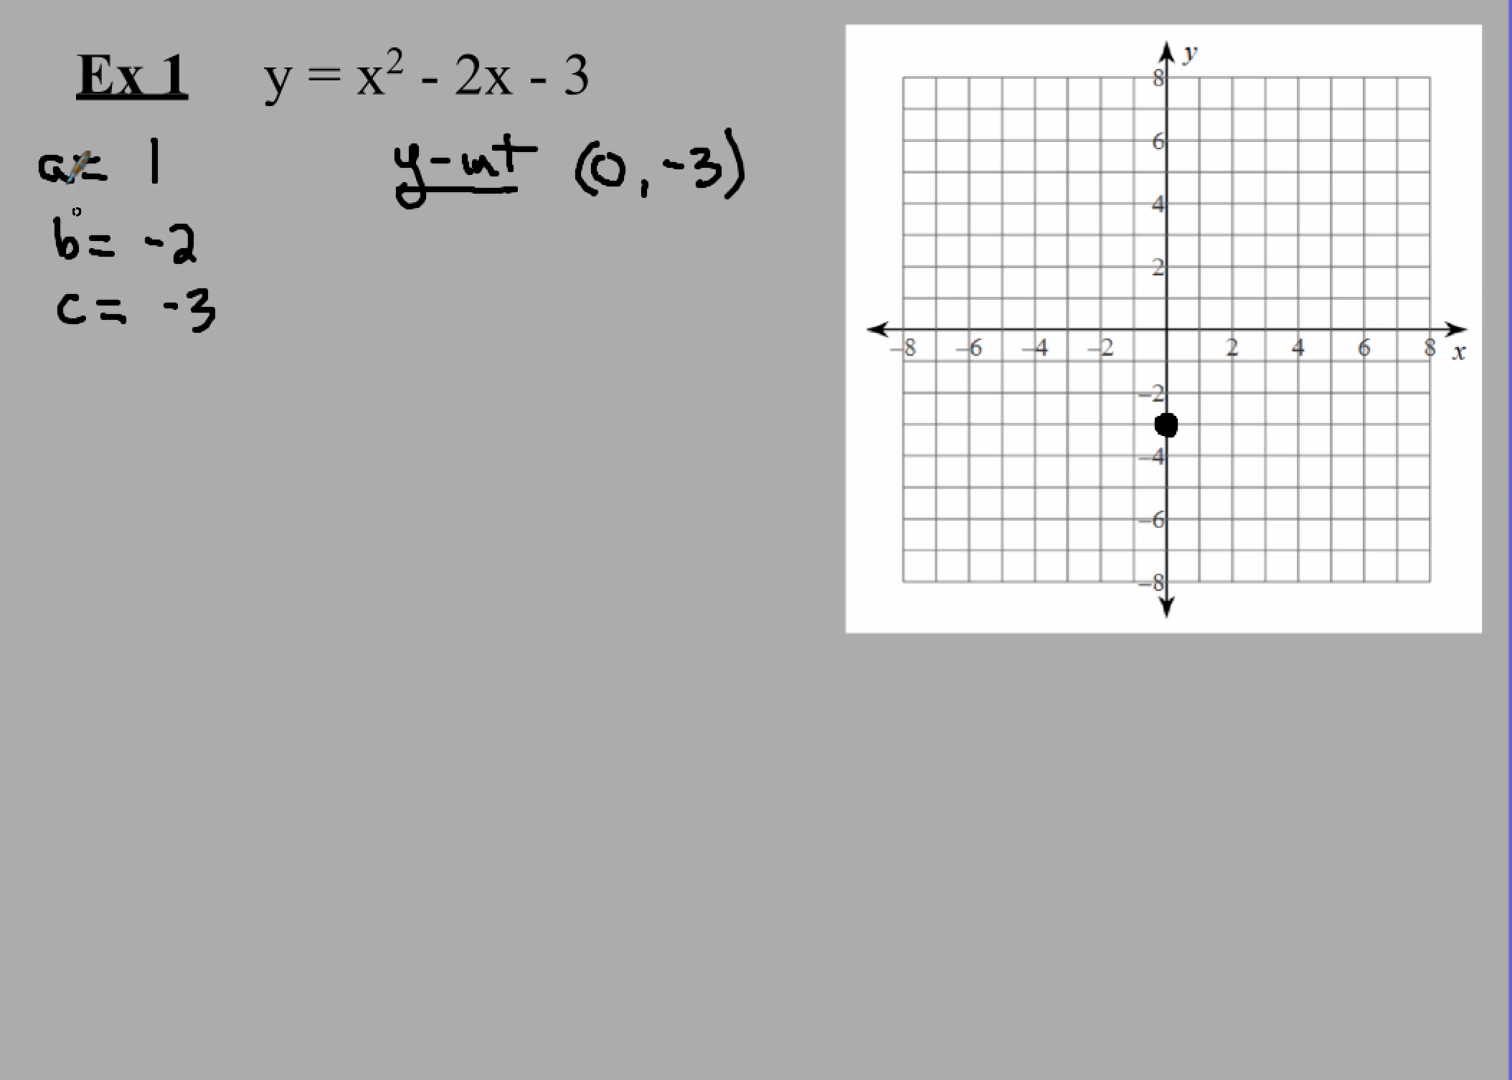 Ex 1 y = x² - 2x - 3
a = 1
y-int (0, -3)
b = -2
c = -3
y
8
6
4
2
-8 -6 -4 -2 2 4 6 8 x
-2
-4
-6
-8